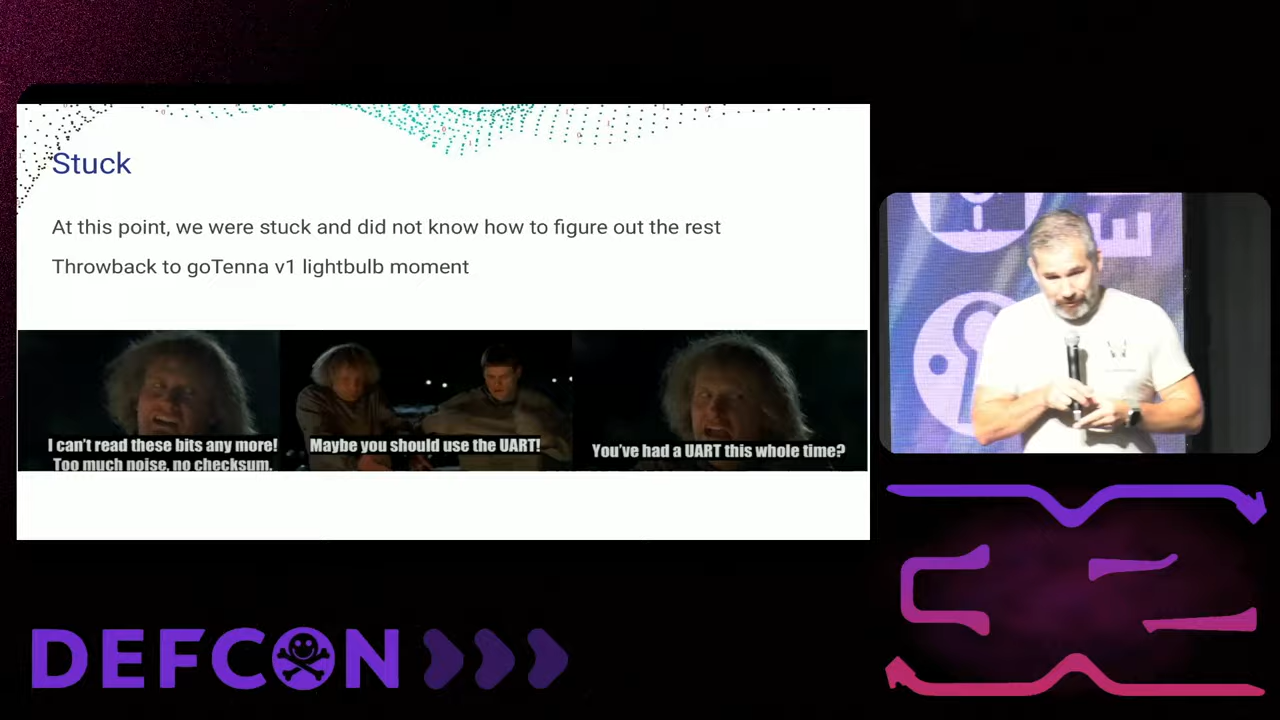 Stuck
At this point, we were stuck and did not know how to figure out the rest
Throwback to goTenna v1 lightbulb moment
I can't read these bits any more!
Too much noise, no checksum.
Maybe you should use the UART!
You've had a UART this whole time?
DEFCON